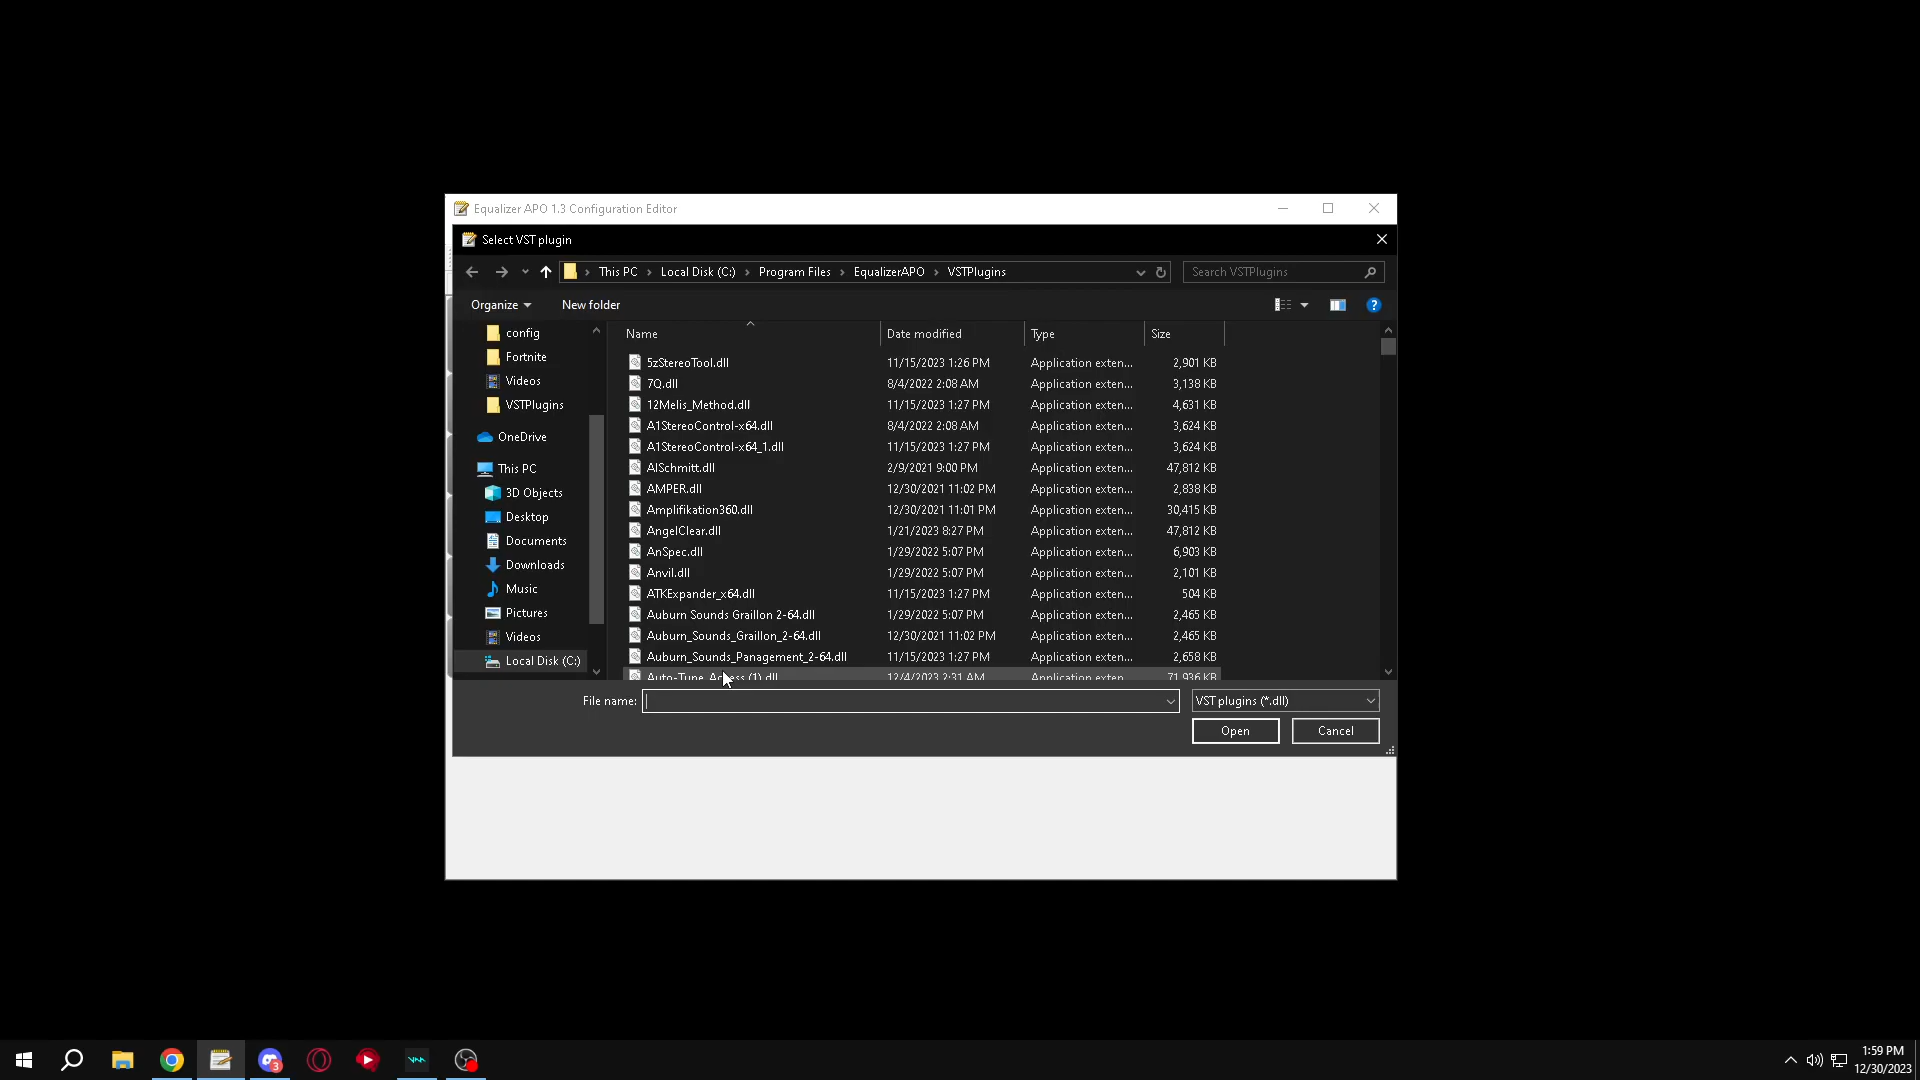 Equalizer APO 1.3 Configuration Editor
Select VST plugin
This PC > Local Disk (C:) > Program Files > EqualizerAPO > VSTPlugins
Search VSTPlugins
Organize
New folder
config
Fortnite
Videos
VSTPlugins
OneDrive
This PC
3D Objects
Desktop
Documents
Downloads
Music
Pictures
Videos
Local Disk (C:)
Name Date modified Type Size
5zStereoTool.dll 11/15/2023 1:26 PM Application exten... 2,901 KB
7Q.dll 8/4/2022 2:08 AM Application exten... 3,138 KB
12Melis_Method.dll 11/15/2023 1:27 PM Application exten... 4,631 KB
A1StereoControl-x64.dll 8/4/2022 2:08 AM Application exten... 3,624 KB
A1StereoControl-x64_1.dll 11/15/2023 1:27 PM Application exten... 3,624 KB
AlSchmitt.dll 2/9/2021 9:00 PM Application exten... 47,812 KB
AMPER.dll 12/30/2021 11:02 PM Application exten... 2,838 KB
Amplifikation360.dll 12/30/2021 11:01 PM Application exten... 30,415 KB
AngelClear.dll 1/21/2023 8:27 PM Application exten... 47,812 KB
AnSpec.dll 1/29/2022 5:07 PM Application exten... 6,903 KB
Anvil.dll 1/29/2022 5:07 PM Application exten... 2,101 KB
ATKExpander_x64.dll 11/15/2023 1:27 PM Application exten... 504 KB
Auburn Sounds Graillon 2-64.dll 1/29/2022 5:07 PM Application exten... 2,465 KB
Auburn_Sounds_Graillon_2-64.dll 12/30/2021 11:02 PM Application exten... 2,465 KB
Auburn_Sounds_Panagement_2-64.dll 11/15/2023 1:27 PM Application exten... 2,658 KB
Auto-Tune_Access (1).dll 12/4/2023 2:31 AM Application exten... 71,936 KB
File name:
VST plugins (*.dll)
Open
Cancel
3
1:59 PM
12/30/2023